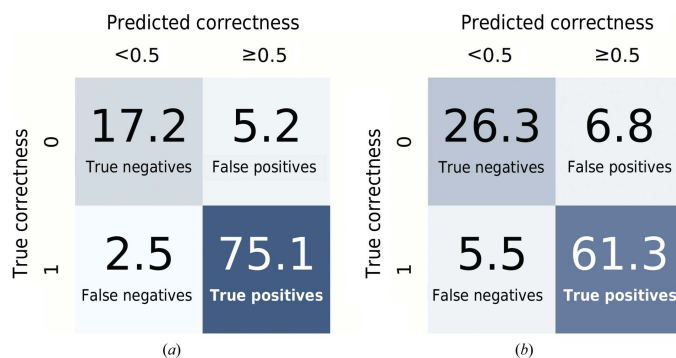 Predicted correctness
<0.5 ≥0.5
True correctness
0
17.2 5.2
True negatives False positives
1
2.5 75.1
False negatives True positives
(a)
Predicted correctness
<0.5 ≥0.5
True correctness
0
26.3 6.8
True negatives False positives
1
5.5 61.3
False negatives True positives
(b)